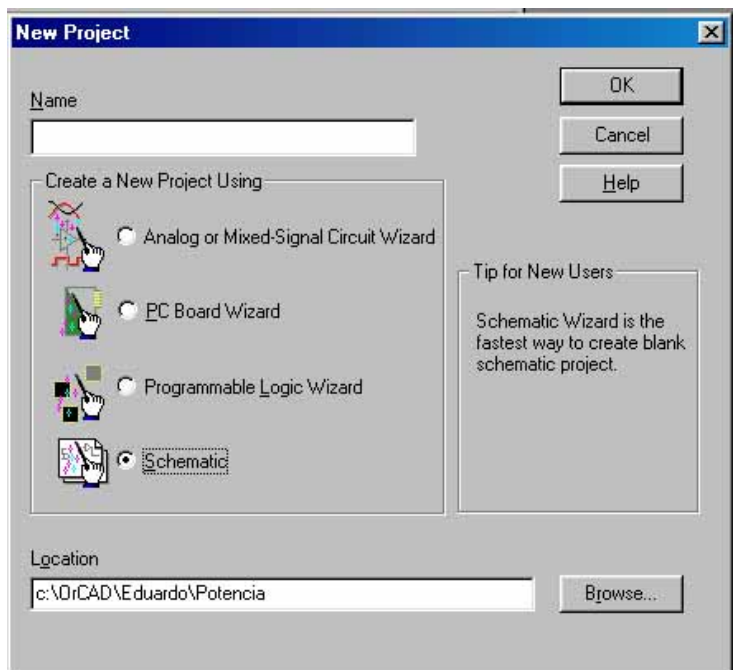 New Project
Name
OK
Cancel
Help
Create a New Project Using
Analog or Mixed-Signal Circuit Wizard
PC Board Wizard
Programmable Logic Wizard
Schematic
Tip for New Users
Schematic Wizard is the
fastest way to create blank
schematic project.
Location
c:\OrCAD\Eduardo\Potencia
Browse...